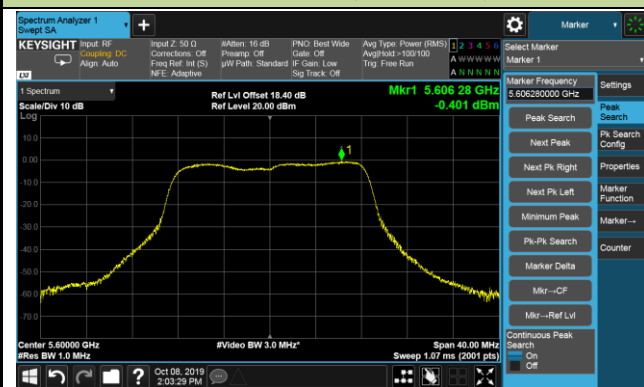 Spectrum Analyzer 1
Swept SA
+
Marker
KEYSIGHT
LXI
Input: RF
Coupling: DC
Align: Auto
Input Z: 50 Ω
Corrections: Off
Freq Ref: Int (S)
NFE: Adaptive
#Atten: 16 dB
Preamp: Off
µW Path: Standard
PNO: Best Wide
Gate: Off
IF Gain: Low
Sig Track: Off
Avg Type: Power (RMS)
Avg|Hold:>100/100
Trig: Free Run
1 2 3 4 5 6
A W W W W W
A N N N N N
Select Marker
Marker 1
1 Spectrum
Scale/Div 10 dB
Log
Ref Lvl Offset 18.40 dB
Ref Level 20.00 dBm
Mkr1 5.606 28 GHz
-0.401 dBm
10.0
0.00
-10.0
-20.0
-30.0
-40.0
-50.0
-60.0
-70.0
1
Center 5.60000 GHz
#Res BW 1.0 MHz
#Video BW 3.0 MHz*
Span 40.00 MHz
Sweep 1.07 ms (2001 pts)
Marker Frequency
5.606280000 GHz
Peak Search
Next Peak
Next Pk Right
Next Pk Left
Minimum Peak
Pk-Pk Search
Marker Delta
Mkr→CF
Mkr→Ref Lvl
Continuous Peak
Search
On
Off
Settings
Peak
Search
Pk Search
Config
Properties
Marker
Function
Marker→
Counter
?
Oct 08, 2019
2:03:29 PM